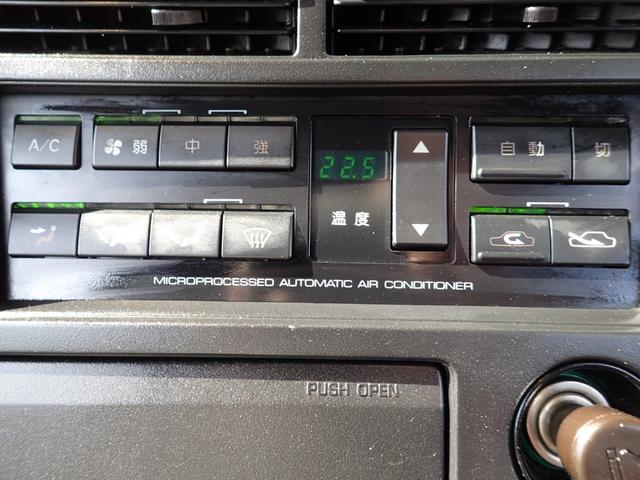 A/C 弱 中 強 22.5 自動 切
温度
MICROPROCESSED AUTOMATIC AIR CONDITIONER
PUSH OPEN